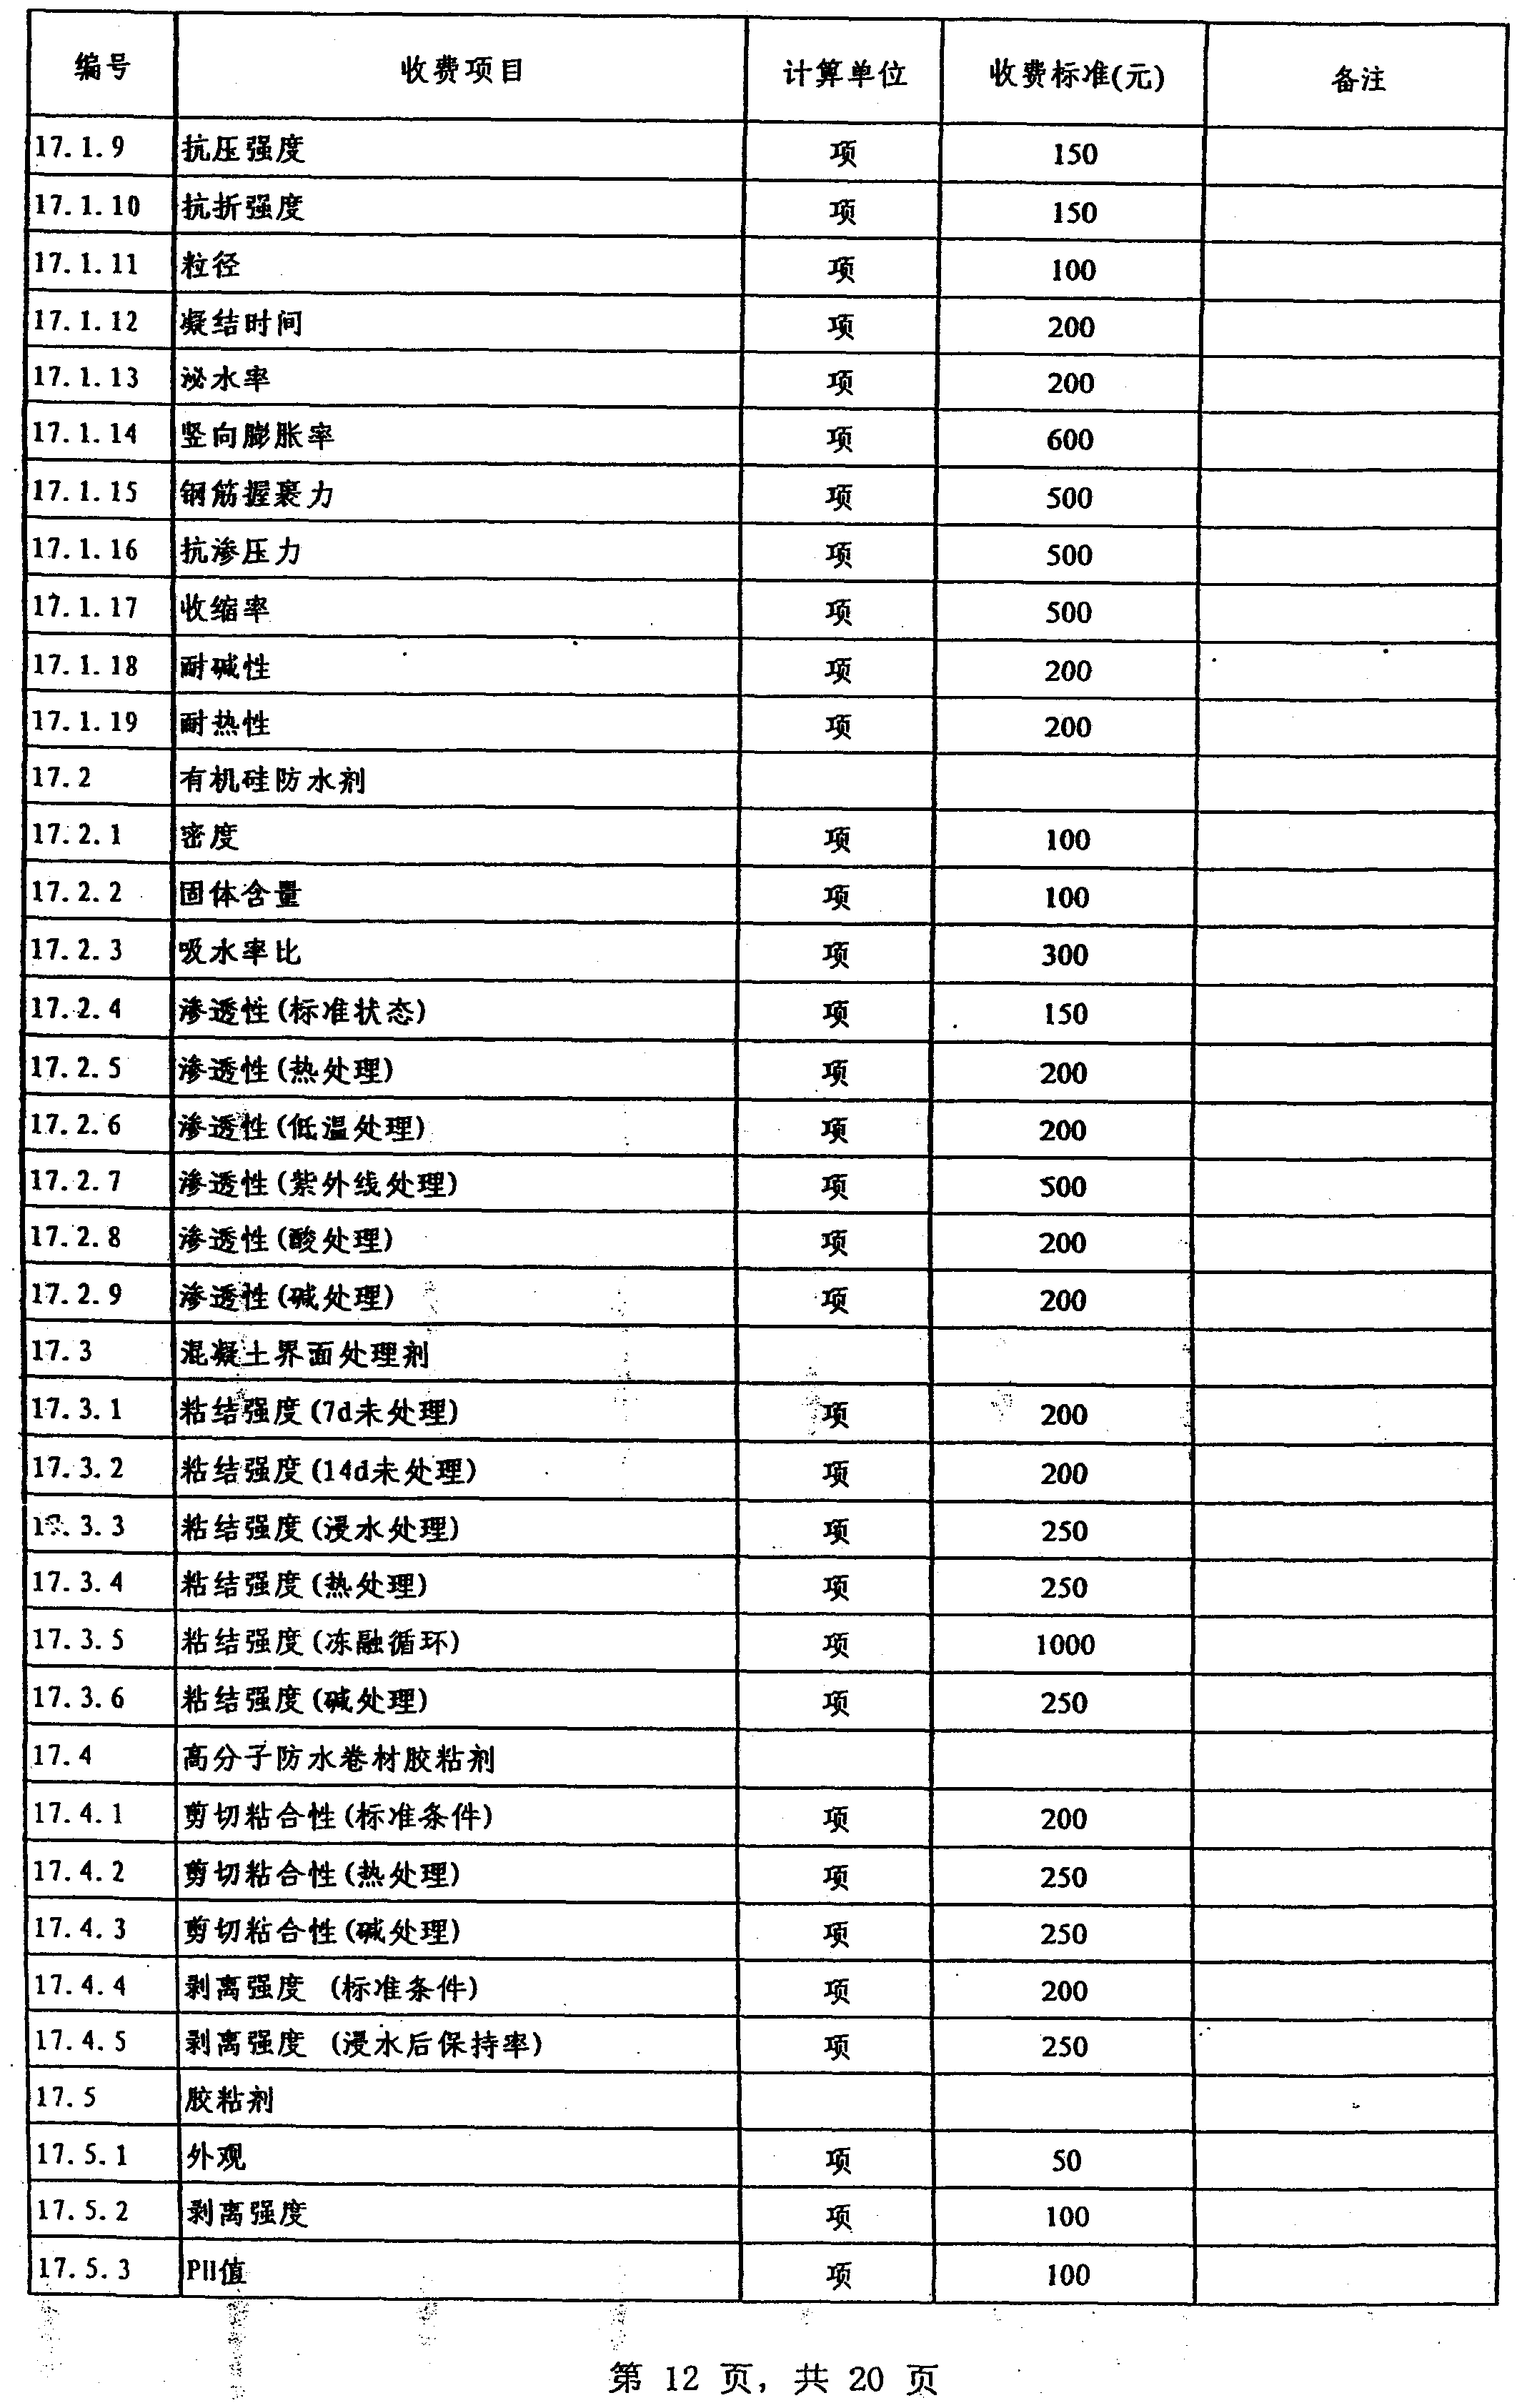 编号 收费项目 计算单位 收费标准(元) 备注
17.1.9 抗压强度 项 150
17.1.10 抗折强度 项 150
17.1.11 粒径 项 100
17.1.12 凝结时间 项 200
17.1.13 泌水率 项 200
17.1.14 竖向膨胀率 项 600
17.1.15 钢筋握裹力 项 500
17.1.16 抗渗压力 项 500
17.1.17 收缩率 项 500
17.1.18 耐碱性 项 200
17.1.19 耐热性 项 200
17.2 有机硅防水剂
17.2.1 密度 项 100
17.2.2 固体含量 项 100
17.2.3 吸水率比 项 300
17.2.4 渗透性(标准状态) 项 150
17.2.5 渗透性(热处理) 项 200
17.2.6 渗透性(低温处理) 项 200
17.2.7 渗透性(紫外线处理) 项 500
17.2.8 渗透性(酸处理) 项 200
17.2.9 渗透性(碱处理) 项 200
17.3 混凝土界面处理剂
17.3.1 粘结强度(7d未处理) 项 200
17.3.2 粘结强度(14d未处理) 项 200
17.3.3 粘结强度(浸水处理) 项 250
17.3.4 粘结强度(热处理) 项 250
17.3.5 粘结强度(冻融循环) 项 1000
17.3.6 粘结强度(碱处理) 项 250
17.4 高分子防水卷材胶粘剂
17.4.1 剪切粘合性(标准条件) 项 200
17.4.2 剪切粘合性(热处理) 项 250
17.4.3 剪切粘合性(碱处理) 项 250
17.4.4 剥离强度 (标准条件) 项 200
17.4.5 剥离强度 (浸水后保持率) 项 250
17.5 胶粘剂
17.5.1 外观 项 50
17.5.2 剥离强度 项 100
17.5.3 PH值 项 100
第 12 页, 共 20 页